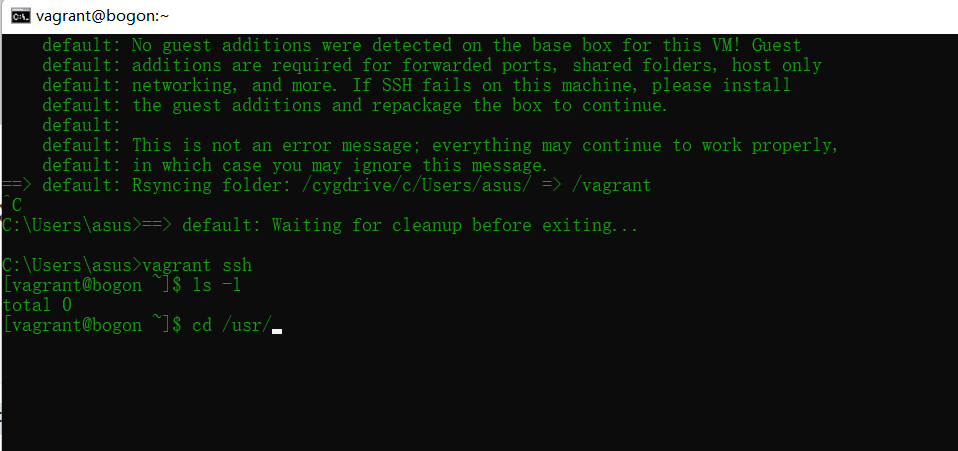 vagrant@bogon:~
default: No guest additions were detected on the base box for this VM! Guest
default: additions are required for forwarded ports, shared folders, host only
default: networking, and more. If SSH fails on this machine, please install
default: the guest additions and repackage the box to continue.
default:
default: This is not an error message; everything may continue to work properly,
default: in which case you may ignore this message.
==> default: Rsyncing folder: /cygdrive/c/Users/asus/ => /vagrant
^C
C:\Users\asus>==> default: Waiting for cleanup before exiting...
C:\Users\asus>vagrant ssh
[vagrant@bogon ~]$ ls -l
total 0
[vagrant@bogon ~]$ cd /usr/